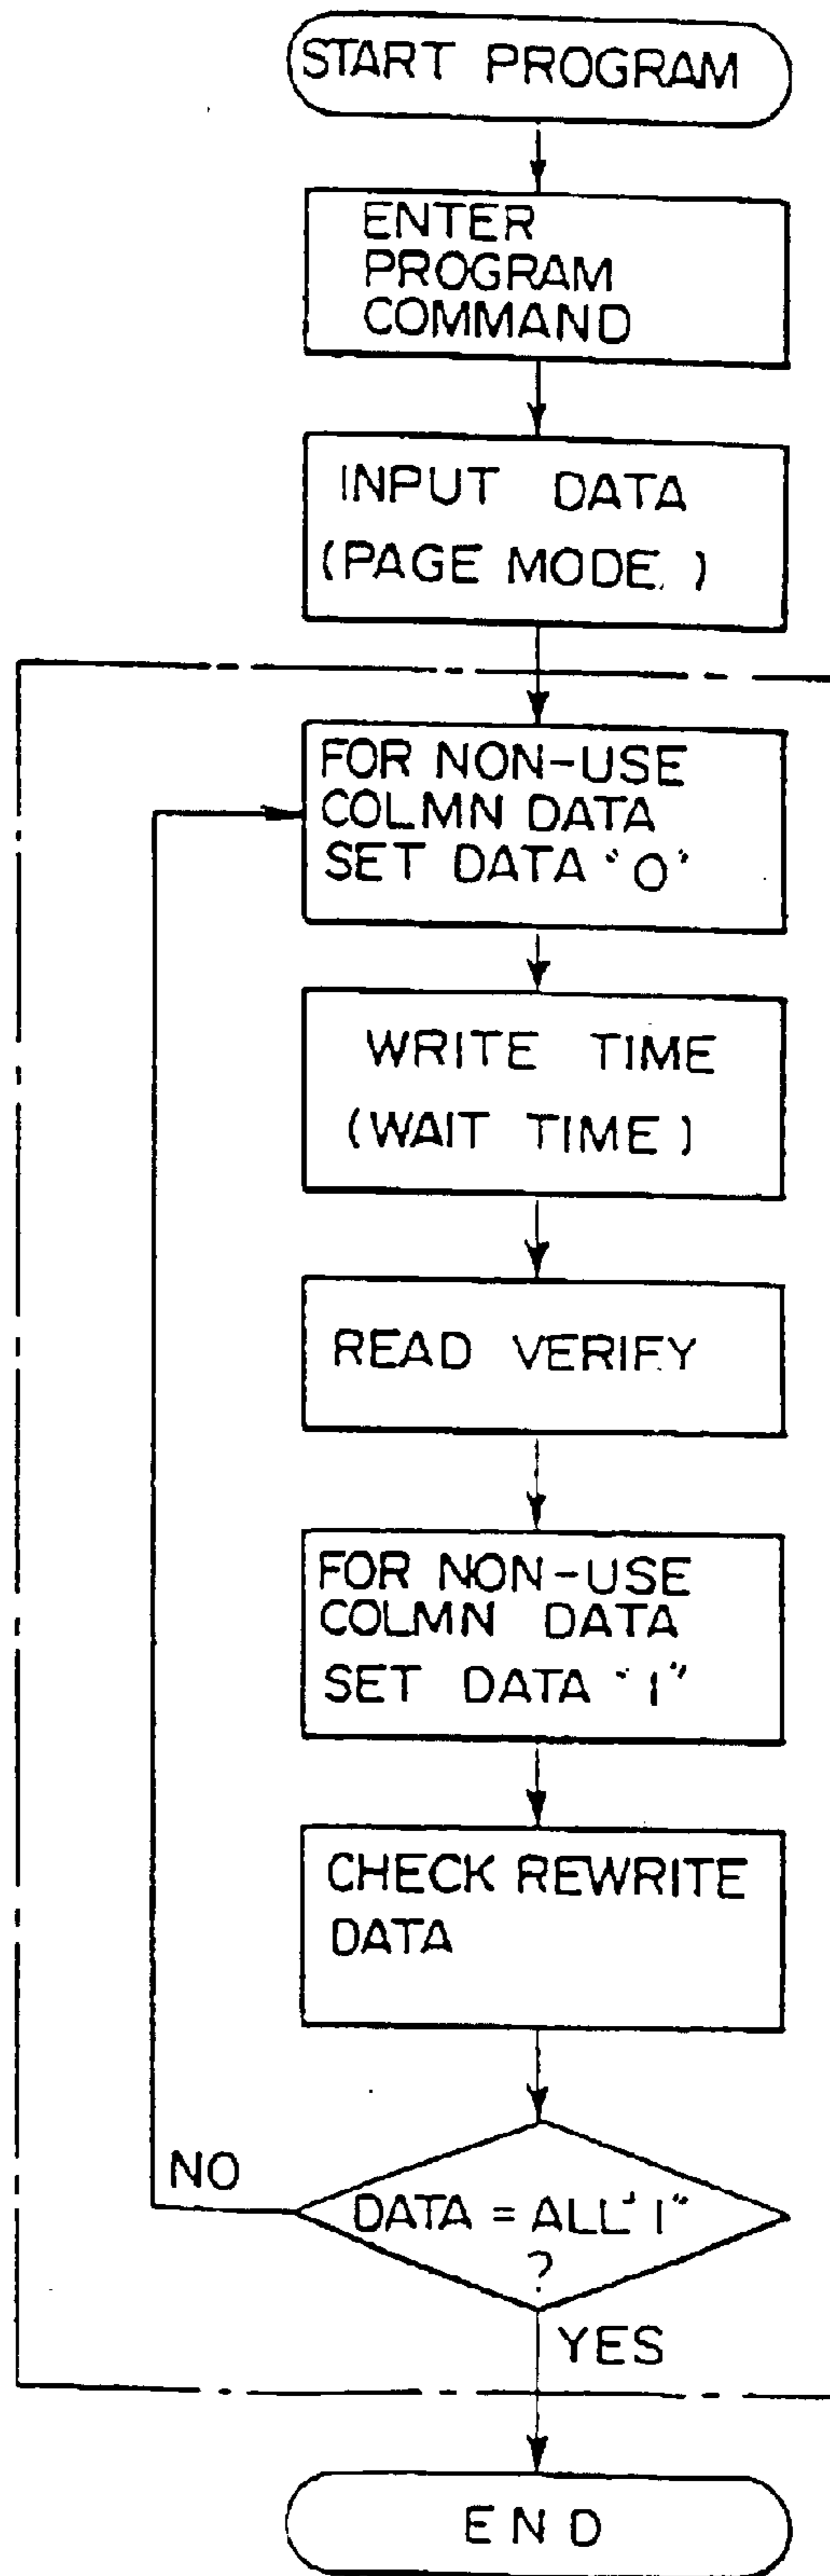 START PROGRAM
ENTER
PROGRAM
COMMAND
INPUT DATA
(PAGE MODE)
FOR NON-USE
COLMN DATA
SET DATA "0"
WRITE TIME
(WAIT TIME)
READ VERIFY
FOR NON-USE
COLMN DATA
SET DATA "1"
CHECK REWRITE
DATA
NO
DATA = ALL "1"
?
YES
END